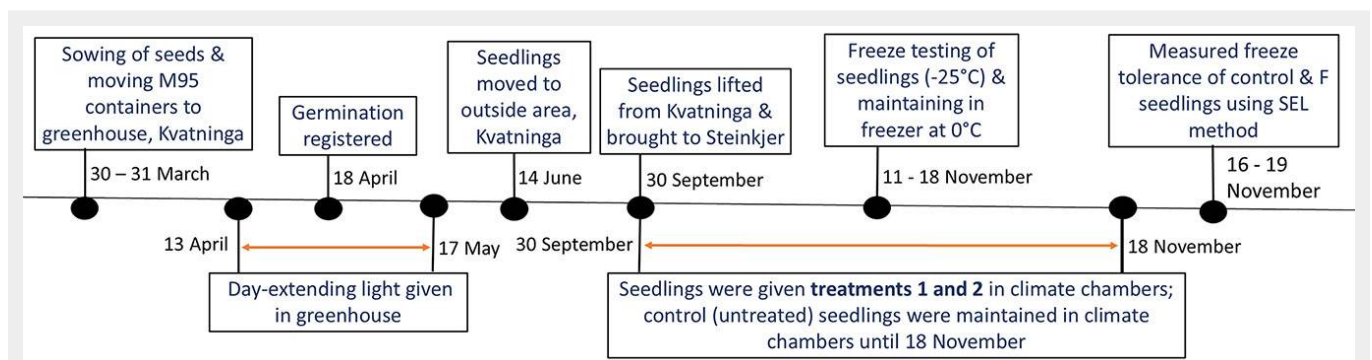 Sowing of seeds &
moving M95
containers to
greenhouse, Kvatninga
30 – 31 March
Germination
registered
18 April
Seedlings
moved to
outside area,
Kvatninga
14 June
Seedlings lifted
from Kvatninga &
brought to Steinkjer
30 September
Freeze testing of
seedlings (-25°C) &
maintaining in
freezer at 0°C
11 - 18 November
Measured freeze
tolerance of control & F
seedlings using SEL
method
16 - 19
November
13 April
17 May
Day-extending light given
in greenhouse
30 September
18 November
Seedlings were given treatments 1 and 2 in climate chambers;
control (untreated) seedlings were maintained in climate
chambers until 18 November